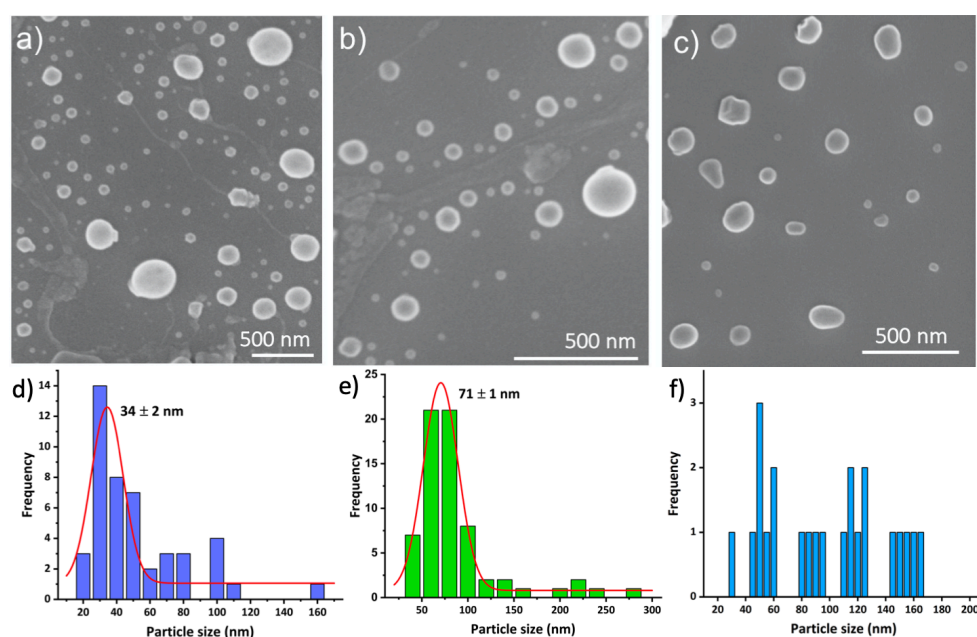 a)
500 nm
b)
500 nm
c)
500 nm
d)
34 ± 2 nm
Frequency
14
12
10
8
6
4
2
0
20 40 60 80 100 120 140 160
Particle size (nm)
e)
71 ± 1 nm
Frequency
25
20
15
10
5
0
50 100 150 200 250 300
Particle size (nm)
f)
Frequency
3
2
1
0
20 40 60 80 100 120 140 160 180 200
Particle size (nm)